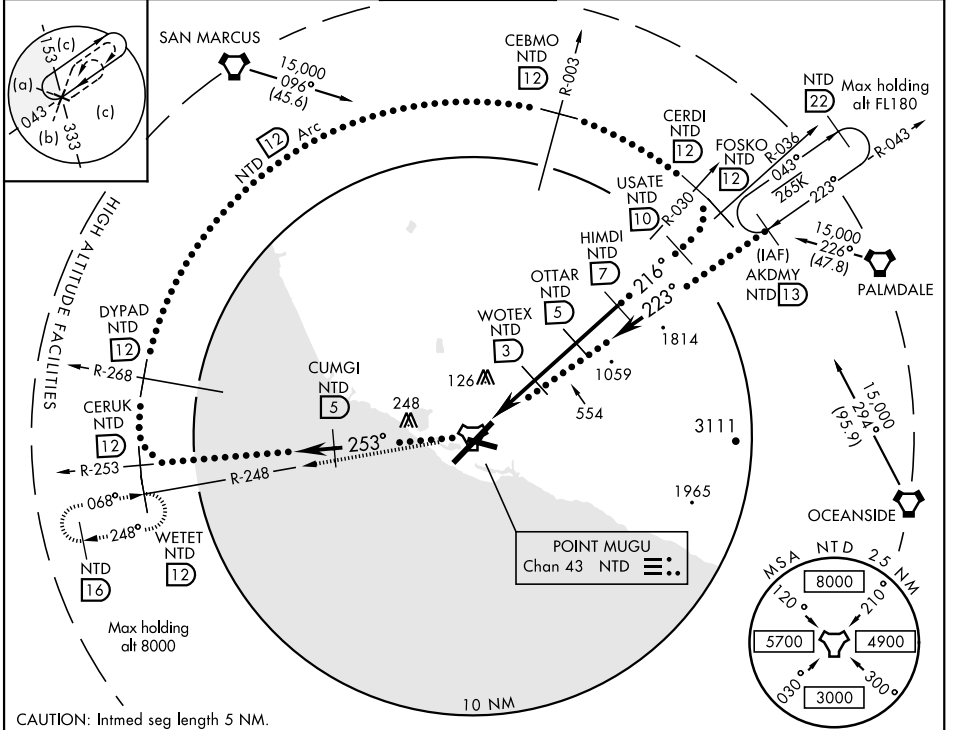 153
(c)
(a)
043
(b)
(c)
333
SAN MARCUS
15,000
096°
(45.6)
CEBMO
NTD
12
R-003
NTD
22
Max holding
alt FL180
NTD 12 Arc
CERDI
NTD
12
FOSKO
NTD
12
R-036
043°
265K
R-043
223°
USATE
NTD
10
R-030
HIMDI
NTD
7
216°
223°
15,000
226°
(47.8)
PALMDALE
(IAF)
AKDMY
NTD 13
OTTAR
NTD
5
WOTEX
NTD
3
1814
1059
554
126
HIGH ALTITUDE FACILITIES
DYPAD
NTD
12
R-268
CUMGI
NTD
5
248
CERUK
NTD
12
253°
R-253
R-248
3111
15,000
294°
(95.9)
068°
248°
WETET
NTD
12
NTD
16
Max holding
alt 8000
1965
OCEANSIDE
POINT MUGU
Chan 43 NTD
MSA NTD 25 NM
8000
120°
210°
5700
4900
030°
300°
3000
10 NM
CAUTION: Intmed seg length 5 NM.